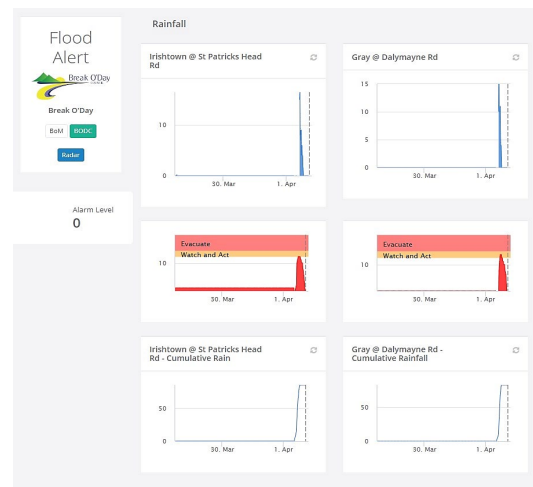 Flood
Alert
Break O'Day
Break O'Day
BoM BODC
Radar
Alarm Level
0
Rainfall
Irishtown @ St Patricks Head
Rd
10
0
30. Mar 1. Apr
Gray @ Dalymayne Rd
15
10
5
0
30. Mar 1. Apr
Evacuate
Watch and Act
10
30. Mar 1. Apr
Evacuate
Watch and Act
10
30. Mar 1. Apr
Irishtown @ St Patricks Head
Rd - Cumulative Rain
50
0
30. Mar 1. Apr
Gray @ Dalymayne Rd -
Cumulative Rainfall
50
0
30. Mar 1. Apr